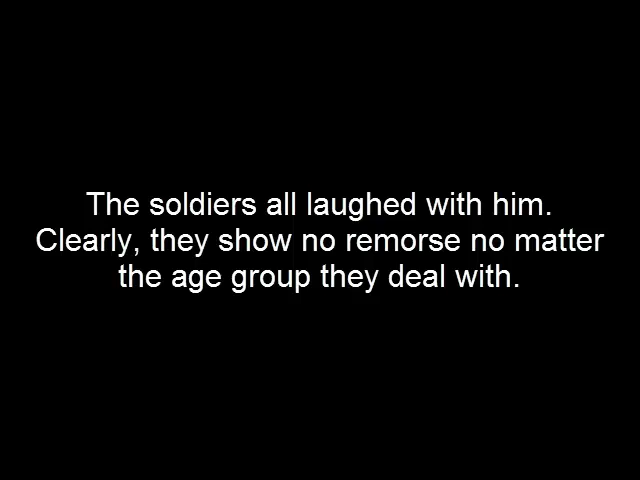 The soldiers all laughed with him.
Clearly, they show no remorse no matter
the age group they deal with.